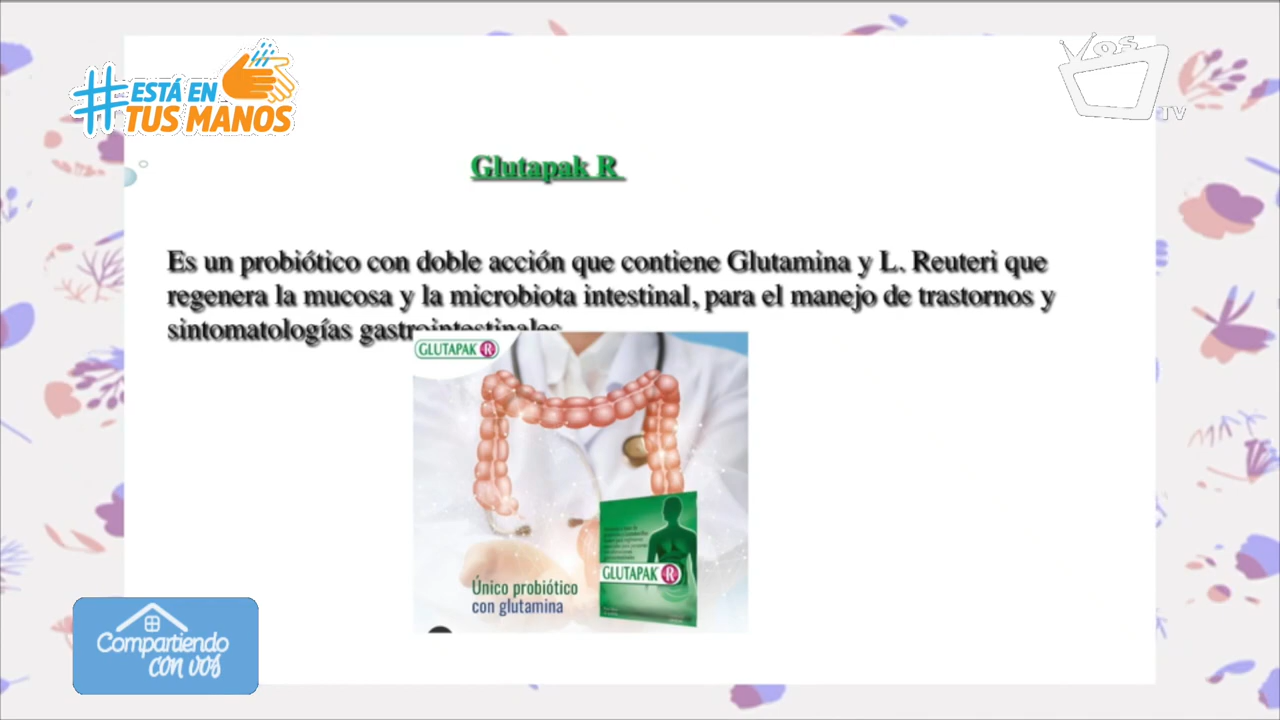 #ESTÁ EN
TUS MANOS
VOS
TV
Glutapak R
Es un probiótico con doble acción que contiene Glutamina y L. Reuteri que
regenera la mucosa y la microbiota intestinal, para el manejo de trastornos y
sintomatologías gastrointestinales
GLUTAPAK R
GLUTAPAK R
Único probiótico
con glutamina
Compartiendo
con vos